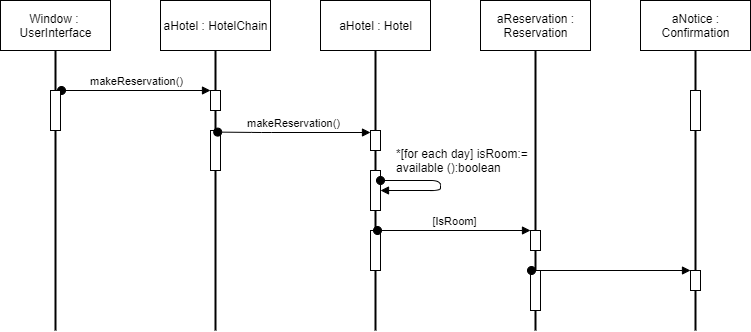 Window :
UserInterface
aHotel : HotelChain
aHotel : Hotel
aReservation :
Reservation
aNotice :
Confirmation
makeReservation()
makeReservation()
*[for each day] isRoom:=
available ():boolean
[IsRoom]